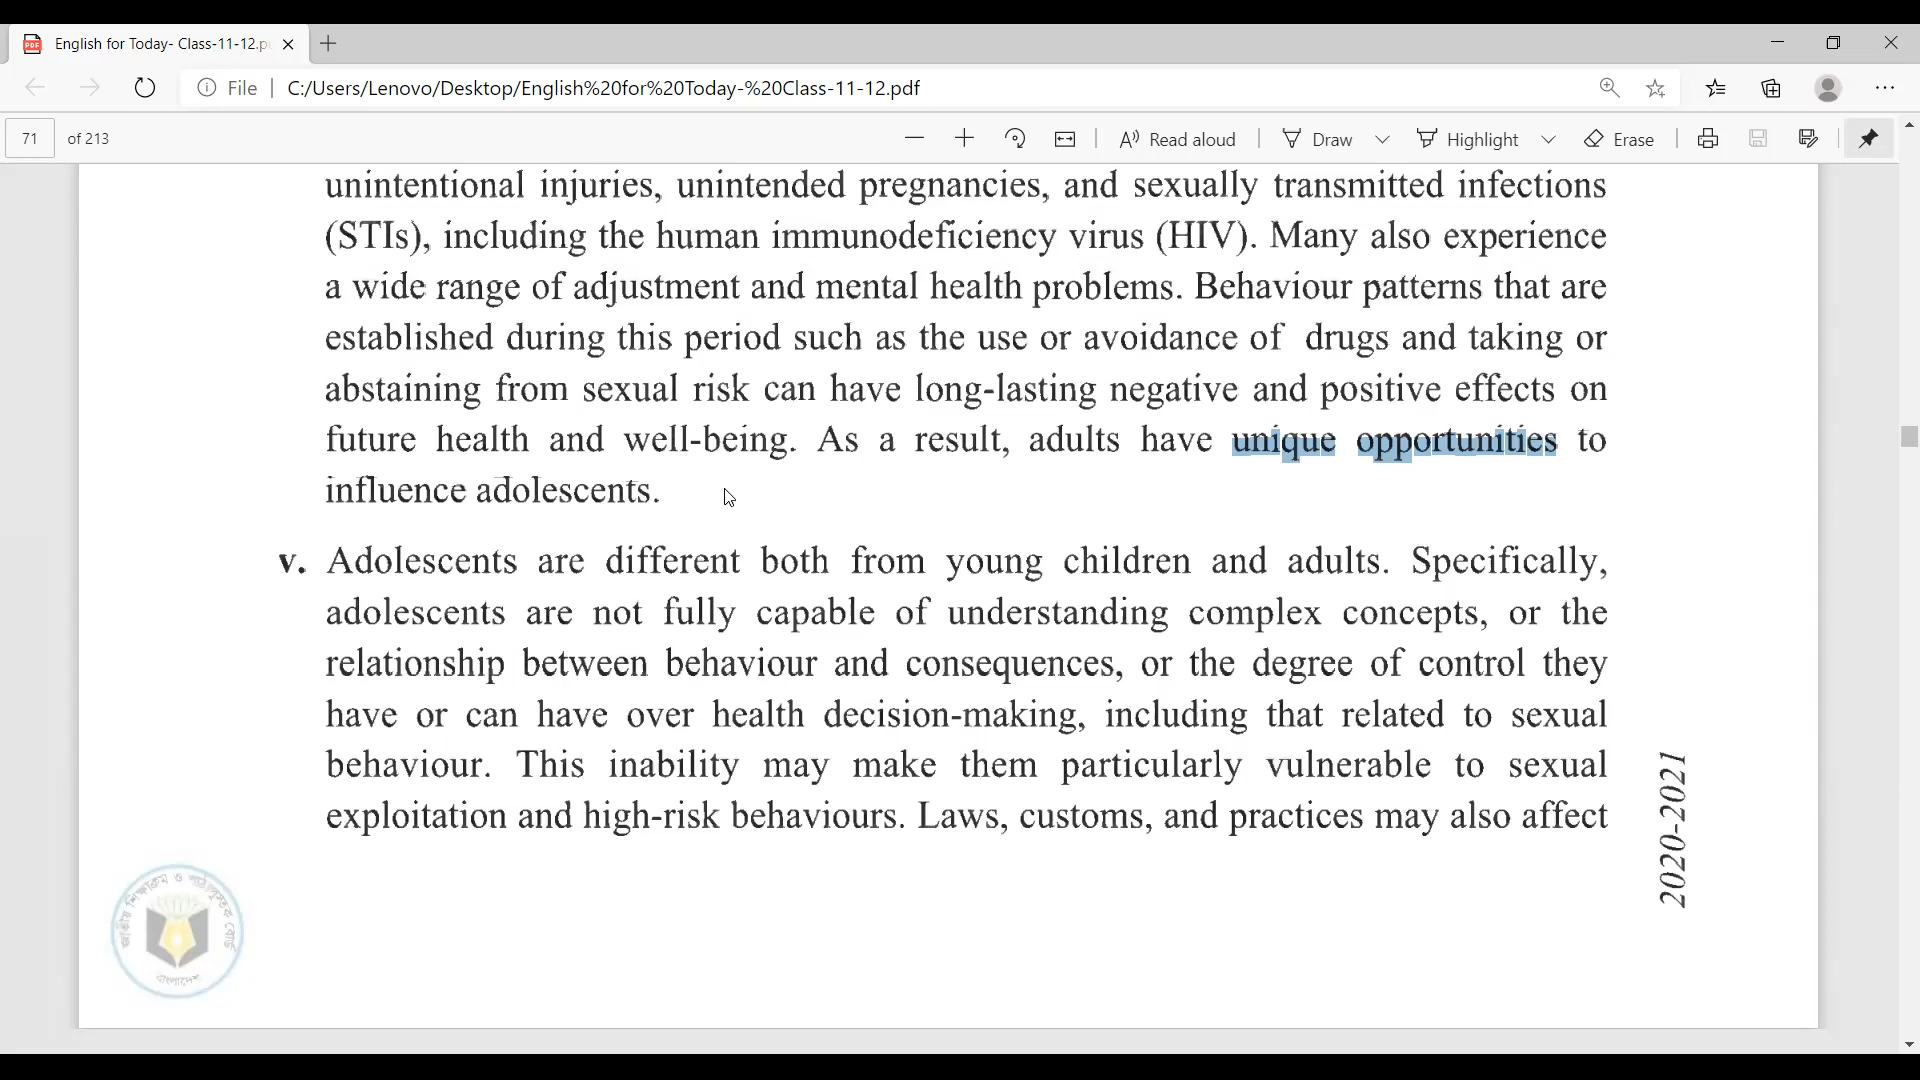 English for Today- Class-11-12.p
File | C:/Users/Lenovo/Desktop/English%20for%20Today-%20Class-11-12.pdf
71 of 213
Read aloud
Draw
Highlight
Erase
unintentional injuries, unintended pregnancies, and sexually transmitted infections
(STIs), including the human immunodeficiency virus (HIV). Many also experience
a wide range of adjustment and mental health problems. Behaviour patterns that are
established during this period such as the use or avoidance of drugs and taking or
abstaining from sexual risk can have long-lasting negative and positive effects on
future health and well-being. As a result, adults have unique opportunities to
influence adolescents.
v. Adolescents are different both from young children and adults. Specifically,
adolescents are not fully capable of understanding complex concepts, or the
relationship between behaviour and consequences, or the degree of control they
have or can have over health decision-making, including that related to sexual
behaviour. This inability may make them particularly vulnerable to sexual
exploitation and high-risk behaviours. Laws, customs, and practices may also affect
2020-2021
জাতীয় শিক্ষাক্রম ও পাঠ্যপুস্তক বোর্ড
বাংলাদেশ